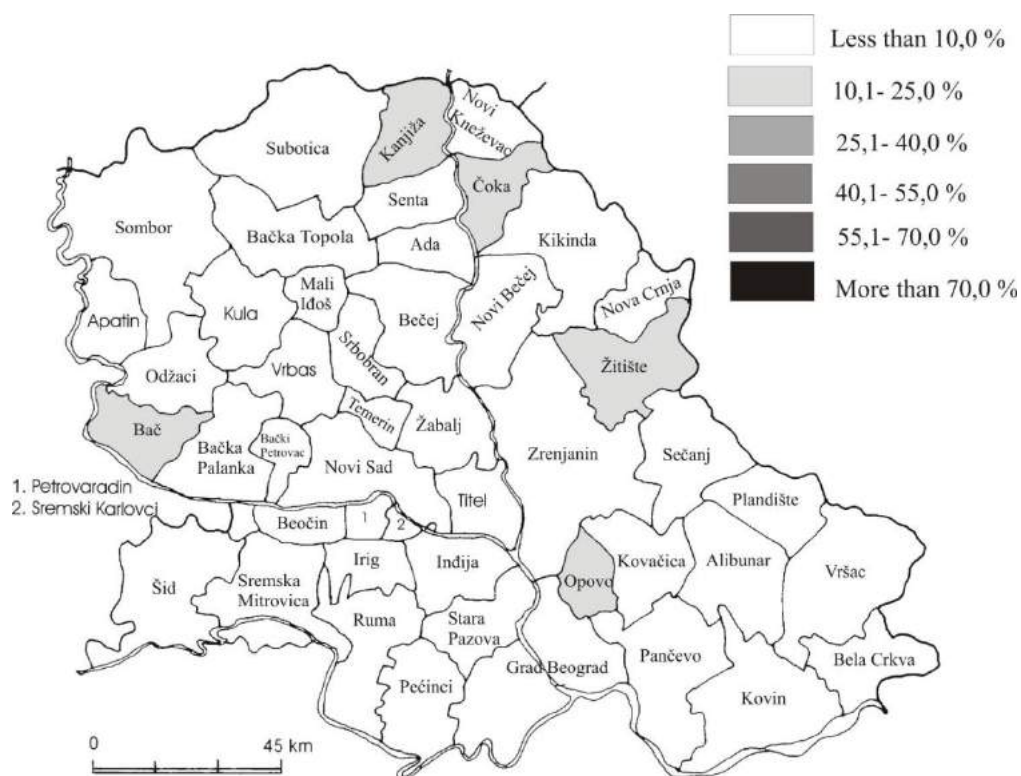 Less than 10,0 %
10,1- 25,0 %
25,1- 40,0 %
40,1- 55,0 %
55,1- 70,0 %
More than 70,0 %
Novi
Kneževac
Kanjiža
Subotica
Čoka
Senta
Sombor
Bačka Topola
Ada
Kikinda
Mali
Iđoš
Novi Bečej
Nova Crnja
Apatin
Kula
Bečej
Srbobran
Žitište
Odžaci
Vrbas
Temerin
Žabalj
Bač
Bačka
Palanka
Bački
Petrovac
Novi Sad
Zrenjanin
Sečanj
1. Petrovaradin
2. Sremski Karlovci
Titel
Plandište
Beočin
1
2
Irig
Inđija
Opovo
Kovačica
Alibunar
Vršac
Šid
Sremska
Mitrovica
Ruma
Stara
Pazova
Grad Beograd
Pančevo
Bela Crkva
Pećinci
Kovin
0
45 km